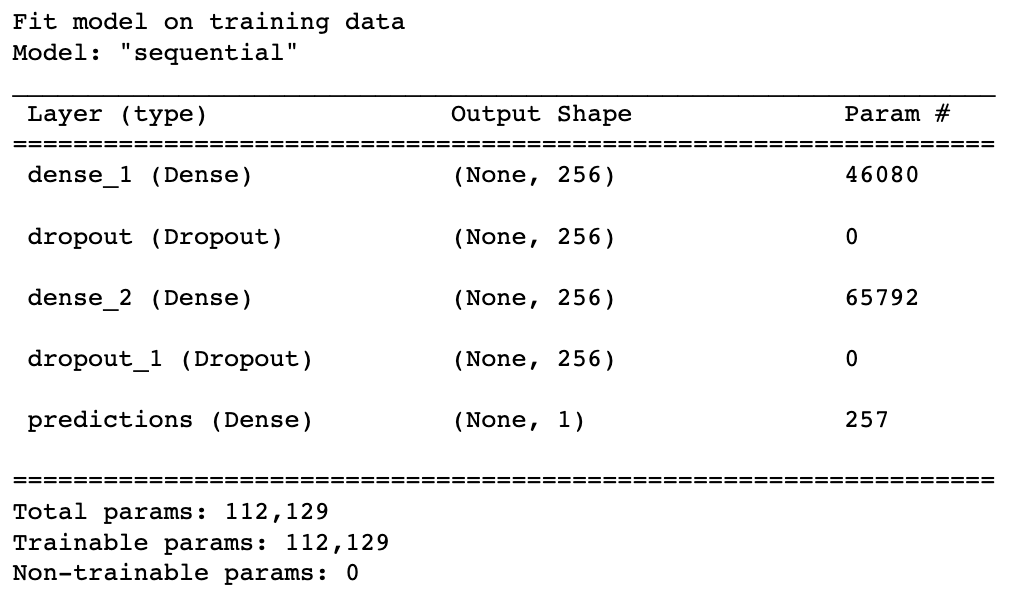 Fit model on training data
Model: "sequential"
_________________________________________________________________
Layer (type) Output Shape Param #
=================================================================
dense_1 (Dense) (None, 256) 46080
dropout (Dropout) (None, 256) 0
dense_2 (Dense) (None, 256) 65792
dropout_1 (Dropout) (None, 256) 0
predictions (Dense) (None, 1) 257
=================================================================
Total params: 112,129
Trainable params: 112,129
Non-trainable params: 0